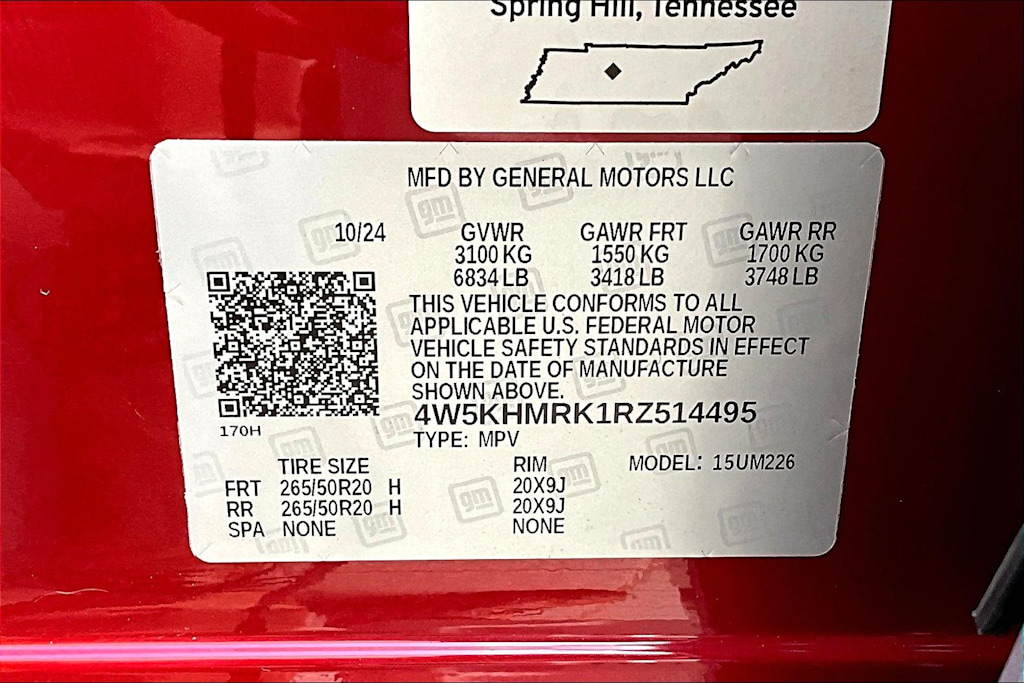 Spring Hill, Tennessee
MFD BY GENERAL MOTORS LLC
10/24 GVWR GAWR FRT GAWR RR
3100 KG 1550 KG 1700 KG
6834 LB 3418 LB 3748 LB
THIS VEHICLE CONFORMS TO ALL
APPLICABLE U.S. FEDERAL MOTOR
VEHICLE SAFETY STANDARDS IN EFFECT
ON THE DATE OF MANUFACTURE
SHOWN ABOVE.
4W5KHMRK1RZ514495
170H
TYPE: MPV
TIRE SIZE RIM MODEL: 15UM226
FRT 265/50R20 H 20X9J
RR 265/50R20 H 20X9J
SPA NONE NONE